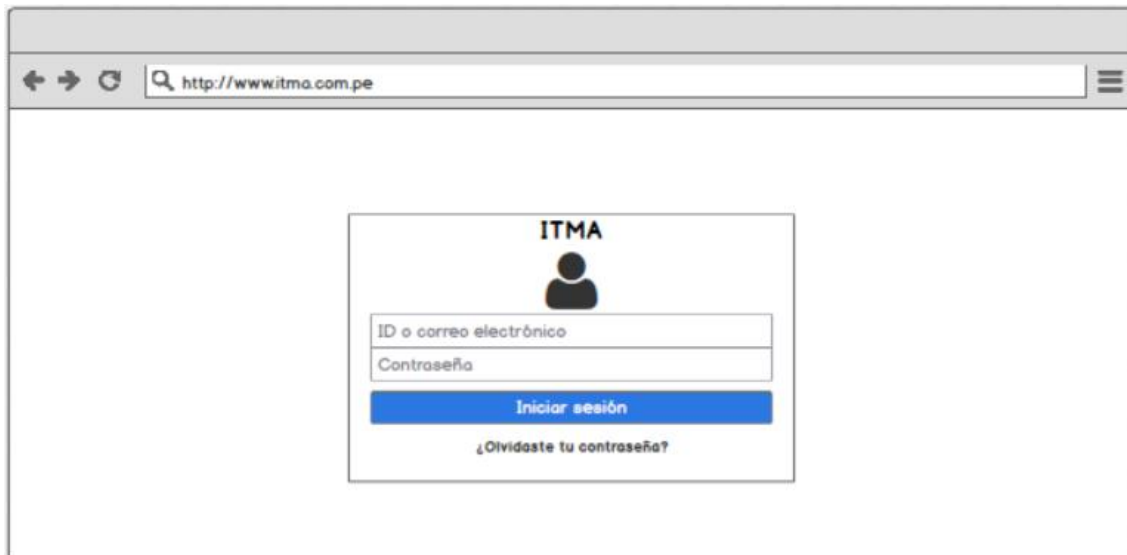 http://www.itma.com.pe
ITMA
ID o correo electrónico
Contraseña
Iniciar sesión
¿Olvidaste tu contraseña?